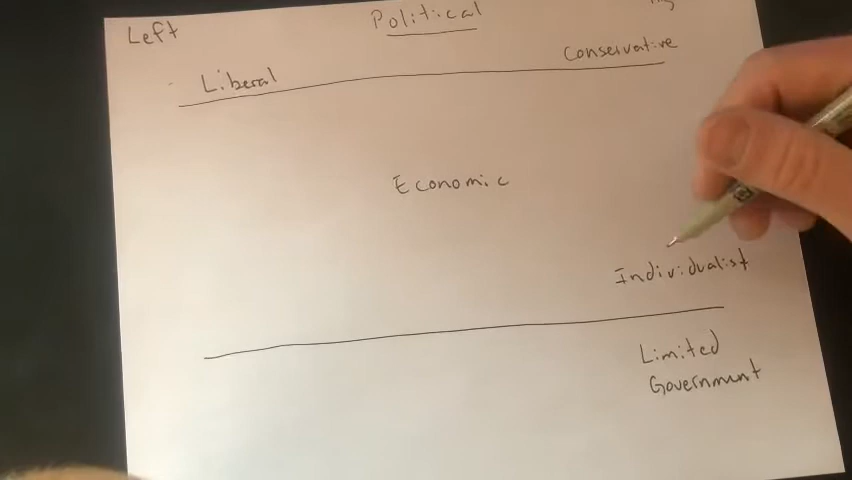 Left
Political
Liberal
Conservative
Economic
Individualist
Limited
Government